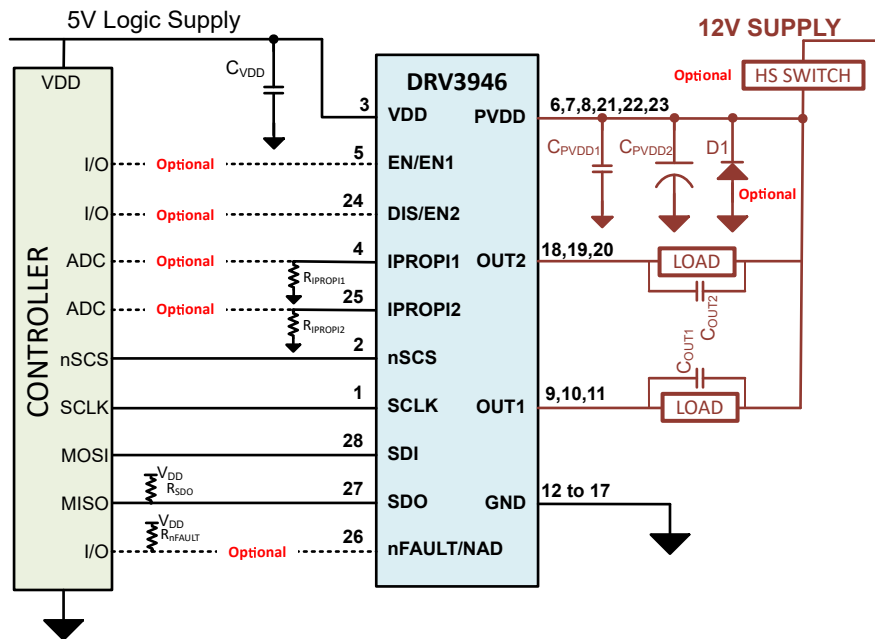 5V Logic Supply
12V SUPPLY
Optional
HS SWITCH
VDD
CVDD
DRV3946
3
VDD
PVDD
6,7,8,21,22,23
CPVDD1
CPVDD2
D1
Optional
CONTROLLER
I/O
Optional
5
EN/EN1
I/O
Optional
24
DIS/EN2
ADC
Optional
4
IPROPI1
OUT2
18,19,20
LOAD
RIPROPI1
COUT2
ADC
Optional
25
IPROPI2
RIPROPI2
nSCS
2
nSCS
COUT1
SCLK
1
SCLK
OUT1
9,10,11
LOAD
MOSI
28
SDI
VDD
RSDO
MISO
27
SDO
GND
12 to 17
VDD
RnFAULT
I/O
Optional
26
nFAULT/NAD